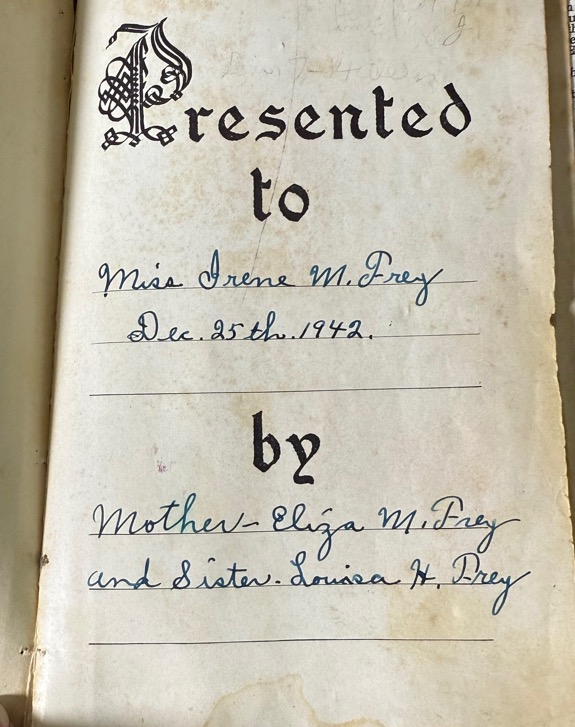 Presented
to
Miss Irene M. Frey
Dec. 25th. 1942.
by
Mother - Eliza M. Frey
and Sister. Louisa H. Frey